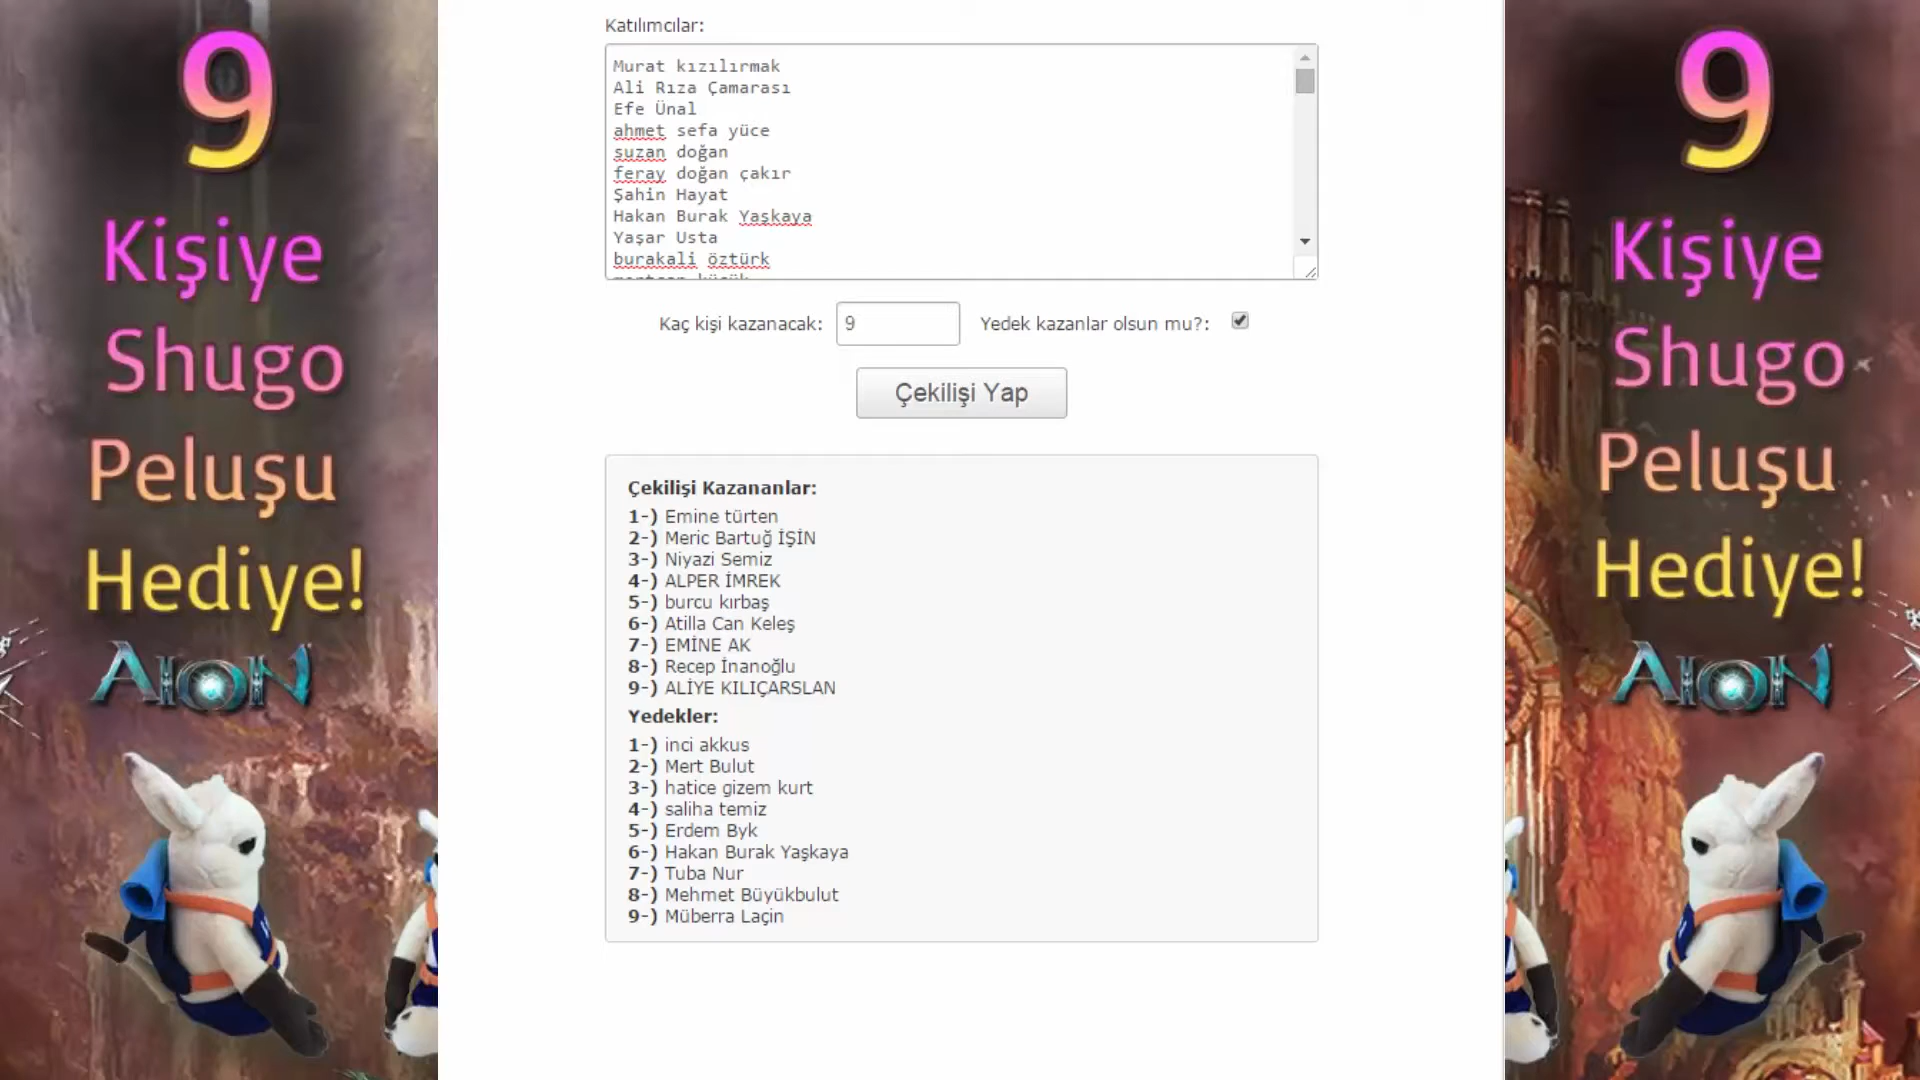 9
Kişiye
Shugo
Peluşu
Hediye!
AION
Katılımcılar:
Murat kızılırmak
Ali Rıza Çamarası
Efe Ünal
ahmet sefa yüce
suzan doğan
feray doğan çakır
Şahin Hayat
Hakan Burak Yaşkaya
Yaşar Usta
burakali öztürk
Kaç kişi kazanacak: 9 Yedek kazanlar olsun mu?:
Çekilişi Yap
Çekilişi Kazananlar:
1-) Emine türten
2-) Meric Bartuğ İŞİN
3-) Niyazi Semiz
4-) ALPER İMREK
5-) burcu kırbaş
6-) Atilla Can Keleş
7-) EMİNE AK
8-) Recep İnanoğlu
9-) ALİYE KILIÇARSLAN
Yedekler:
1-) inci akkus
2-) Mert Bulut
3-) hatice gizem kurt
4-) saliha temiz
5-) Erdem Byk
6-) Hakan Burak Yaşkaya
7-) Tuba Nur
8-) Mehmet Büyükbulut
9-) Müberra Laçin
9
Kişiye
Shugo
Peluşu
Hediye!
AION